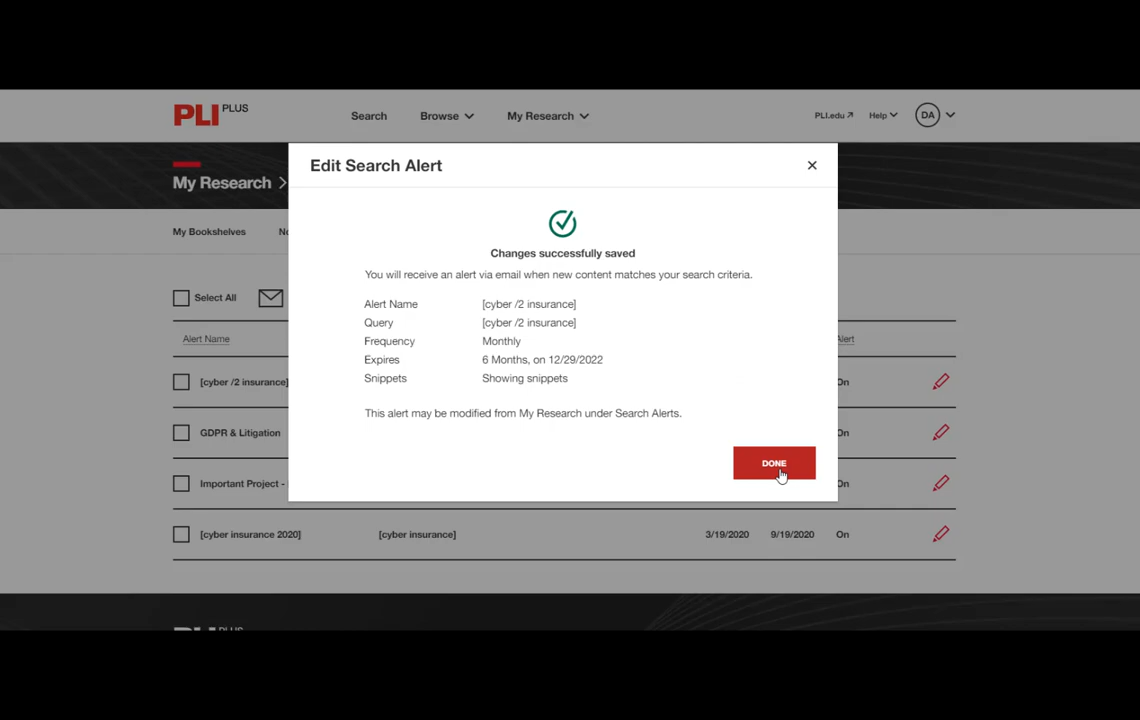 PLI PLUS
Search Browse My Research PLI.edu Help DA
My Research
Edit Search Alert
My Bookshelves
Changes successfully saved
You will receive an alert via email when new content matches your search criteria.
Select All
Alert Name [cyber /2 insurance]
Query [cyber /2 insurance]
Frequency Monthly
Expires 6 Months, on 12/29/2022
Snippets Showing snippets
This alert may be modified from My Research under Search Alerts.
DONE
Alert Name
[cyber /2 insurance] On
GDPR & Litigation On
Important Project - On
[cyber insurance 2020] [cyber insurance] 3/19/2020 9/19/2020 On